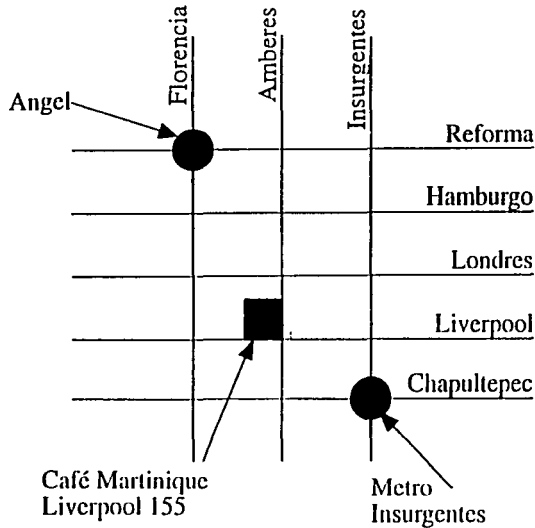 Florencia
Amberes
Insurgentes
Angel
Reforma
Hamburgo
Londres
Liverpool
Chapultepec
Café Martinique
Liverpool 155
Metro
Insurgentes